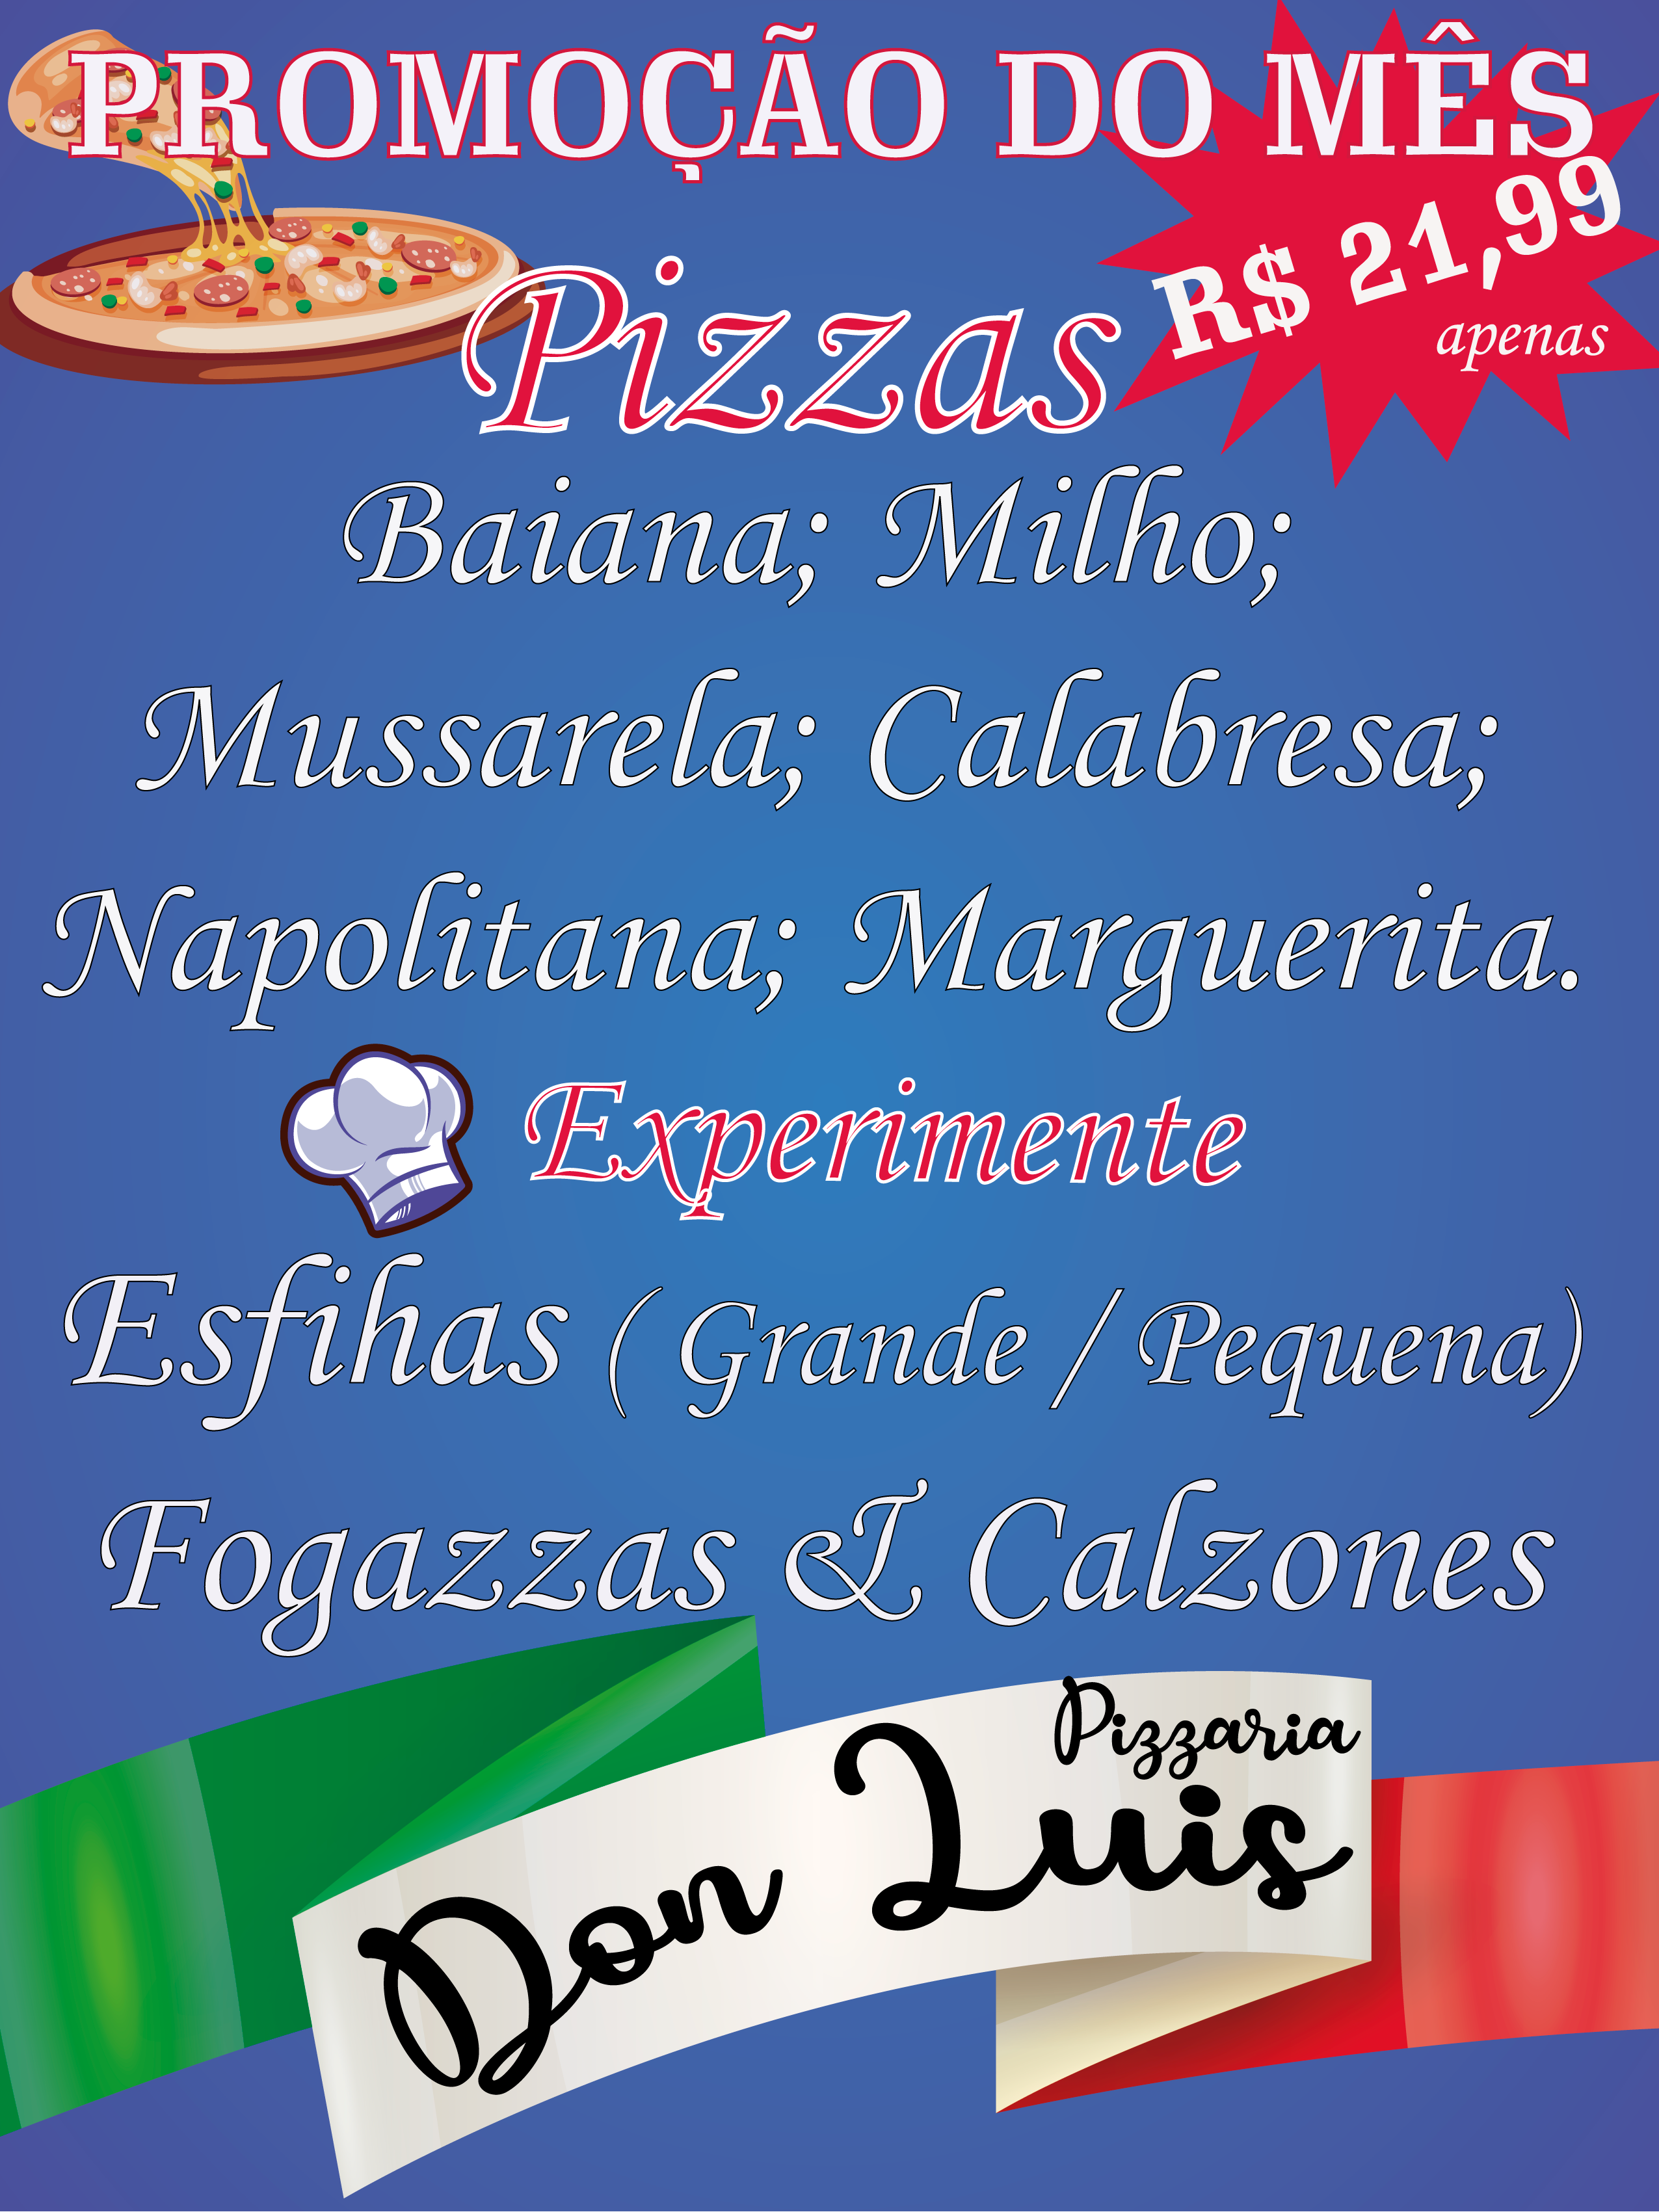 PROMOÇÃO DO MÊS
R$ 21,99
apenas
Pizzas
Baiana; Milho;
Mussarela; Calabresa;
Napolitana; Marguerita.
Experimente
Esfihas ( Grande / Pequena)
Fogazzas & Calzones
Pizzaria
Don Luis